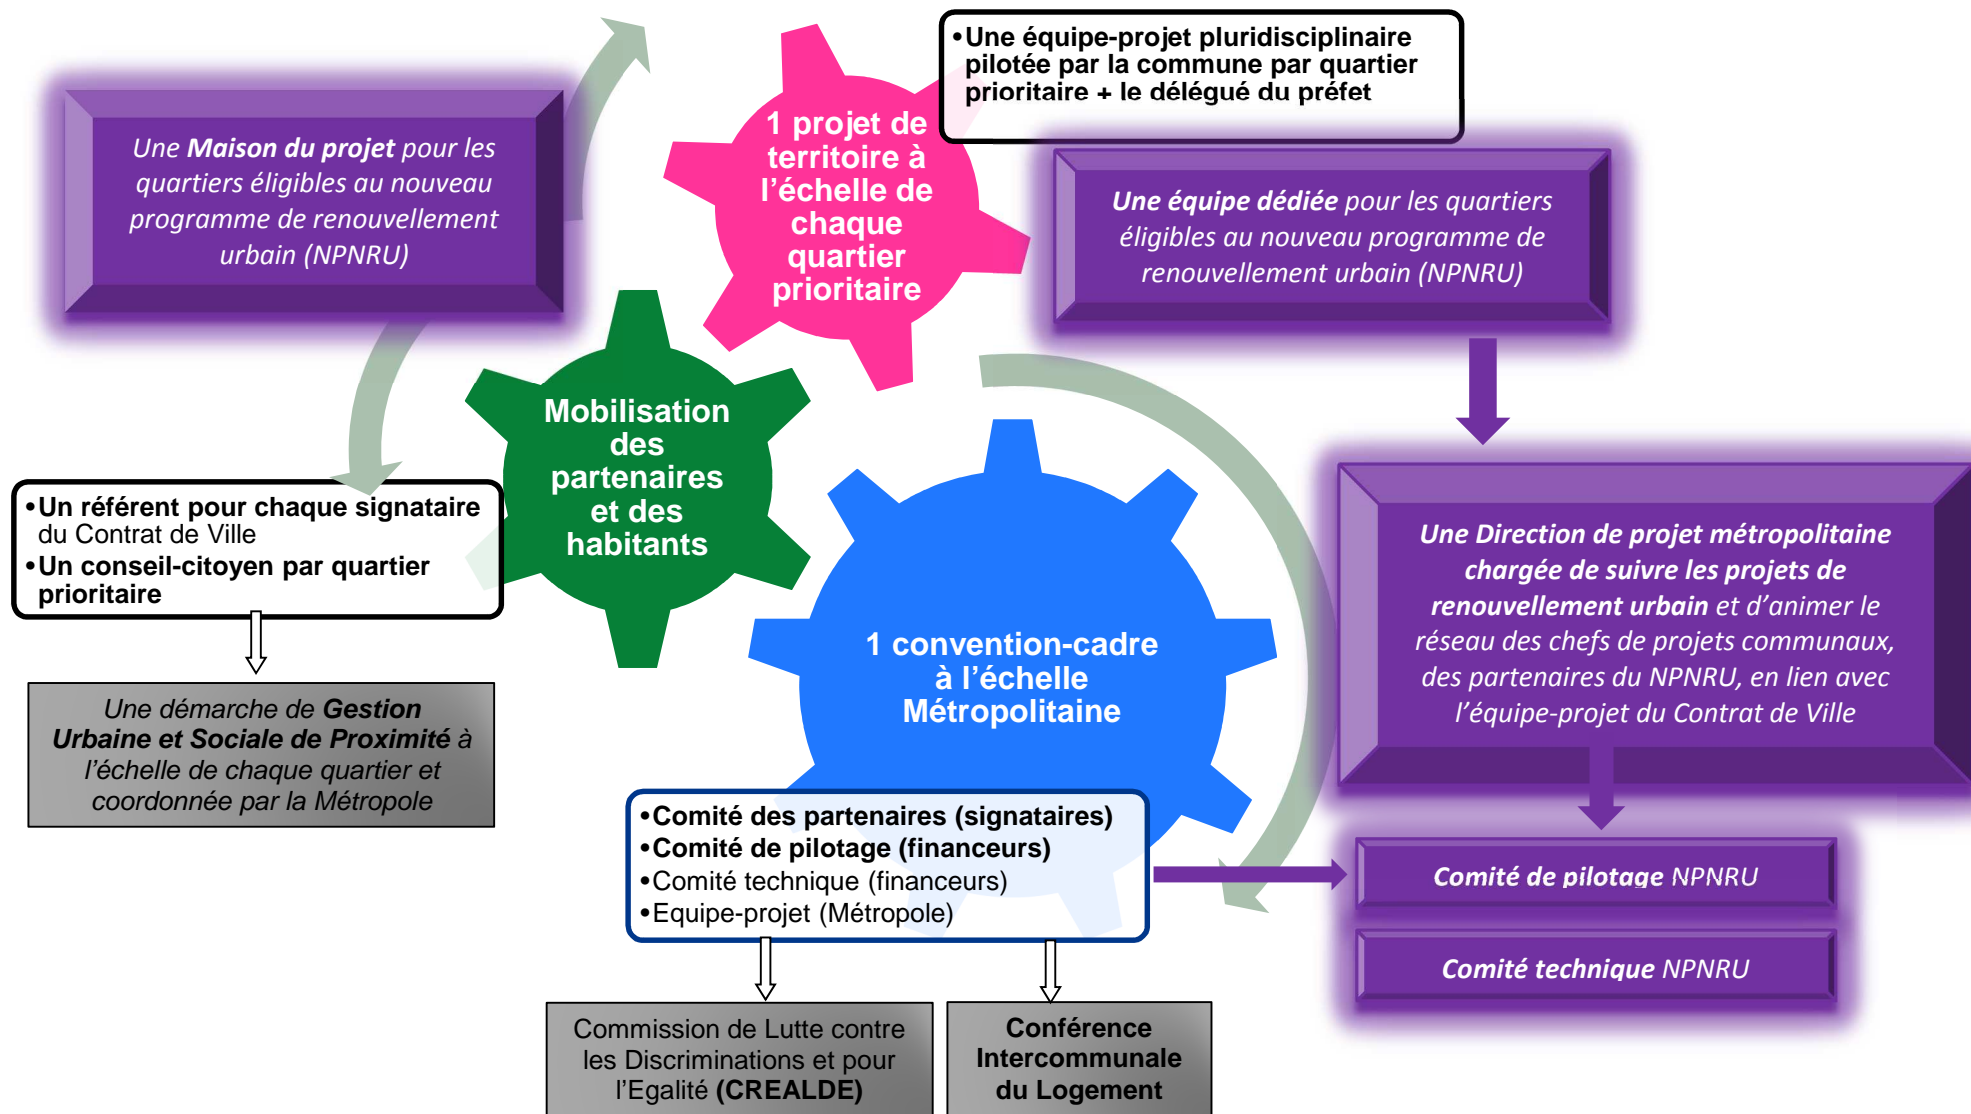 •Une équipe-projet pluridisciplinaire
pilotée par la commune par quartier
prioritaire + le délégué du préfet
Une Maison du projet pour les
quartiers éligibles au nouveau
programme de renouvellement
urbain (NPNRU)
1 projet de
territoire à
l’échelle de
chaque
quartier
prioritaire
Une équipe dédiée pour les quartiers
éligibles au nouveau programme de
renouvellement urbain (NPNRU)
Mobilisation
des
partenaires
et des
habitants
•Un référent pour chaque signataire
du Contrat de Ville
•Un conseil-citoyen par quartier
prioritaire
Une démarche de Gestion
Urbaine et Sociale de Proximité à
l’échelle de chaque quartier et
coordonnée par la Métropole
1 convention-cadre
à l’échelle
Métropolitaine
Une Direction de projet métropolitaine
chargée de suivre les projets de
renouvellement urbain et d’animer le
réseau des chefs de projets communaux,
des partenaires du NPNRU, en lien avec
l’équipe-projet du Contrat de Ville
•Comité des partenaires (signataires)
•Comité de pilotage (financeurs)
•Comité technique (financeurs)
•Equipe-projet (Métropole)
Comité de pilotage NPNRU
Comité technique NPNRU
Commission de Lutte contre
les Discriminations et pour
l’Egalité (CREALDE)
Conférence
Intercommunale
du Logement